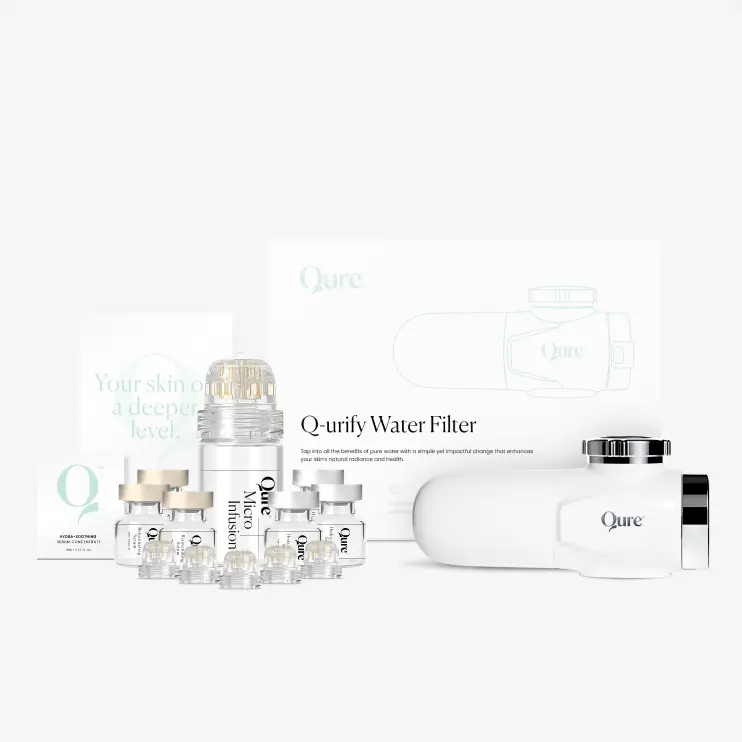 Qure
Qure
Your skin o
a deeper
level.
Q-urify Water Filter
Tap into all the benefits of pure water with a simple yet impactful change that enhances
your skin's natural radiance and health.
Q
HYDRA-SOOTHING
SERUM CONCENTRATE
Qure
Micro
Infusion
Qure
Qure
Qure
Qure
Qure™